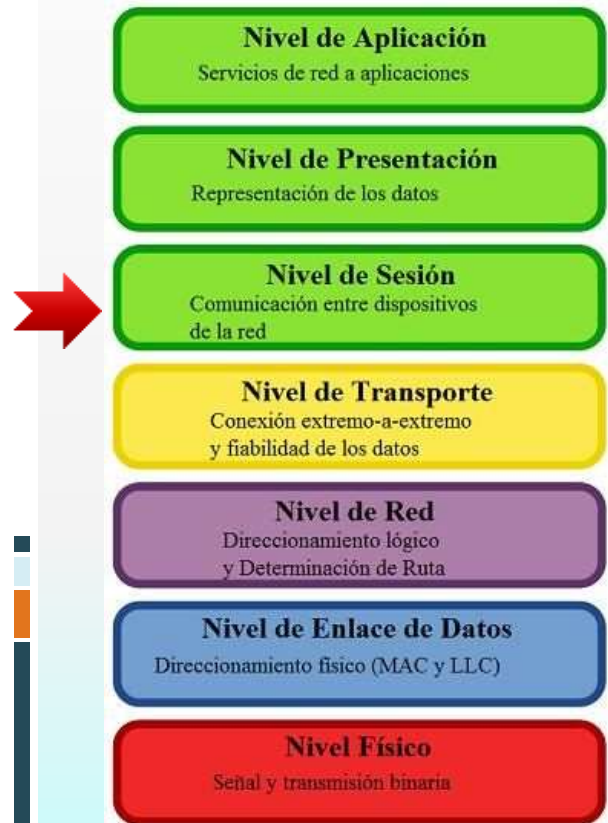 Nivel de Aplicación
Servicios de red a aplicaciones
Nivel de Presentación
Representación de los datos
Nivel de Sesión
Comunicación entre dispositivos
de la red
Nivel de Transporte
Conexión extremo-a-extremo
y fiabilidad de los datos
Nivel de Red
Direccionamiento lógico
y Determinación de Ruta
Nivel de Enlace de Datos
Direccionamiento físico (MAC y LLC)
Nivel Físico
Señal y transmisión binaria